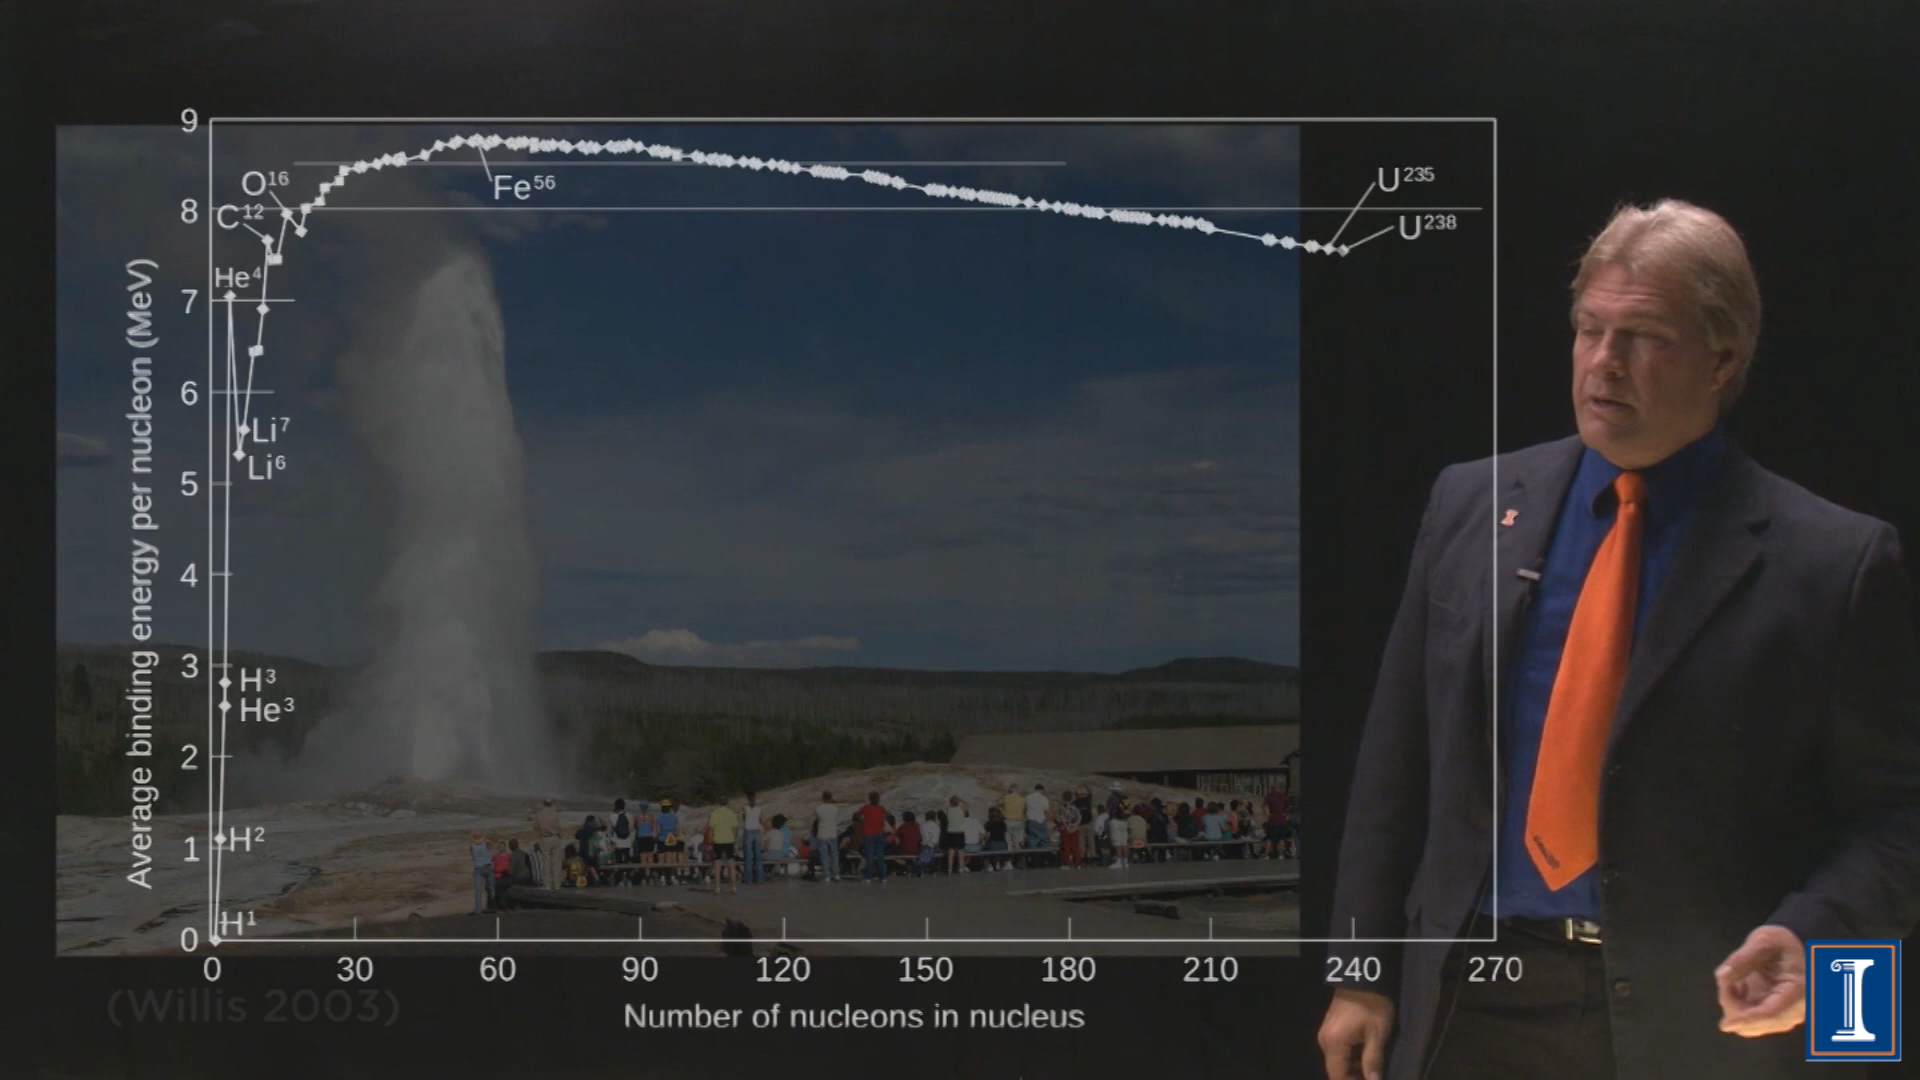 9
8
7
6
5
4
3
2
1
0
Average binding energy per nucleon (MeV)
O16
C12
He4
Li7
Li6
H3
He3
H2
H1
Fe56
U235
U238
0 30 60 90 120 150 180 210 240 270
Number of nucleons in nucleus
(Willis 2003)
I